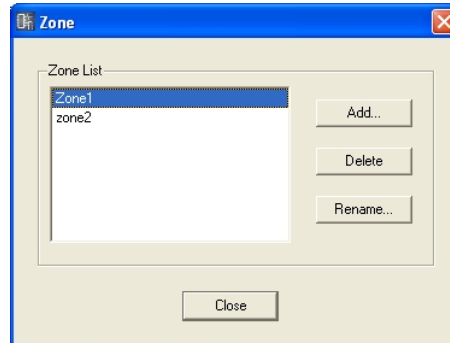 Zone
Zone List
Zone1
zone2
Add...
Delete
Rename...
Close